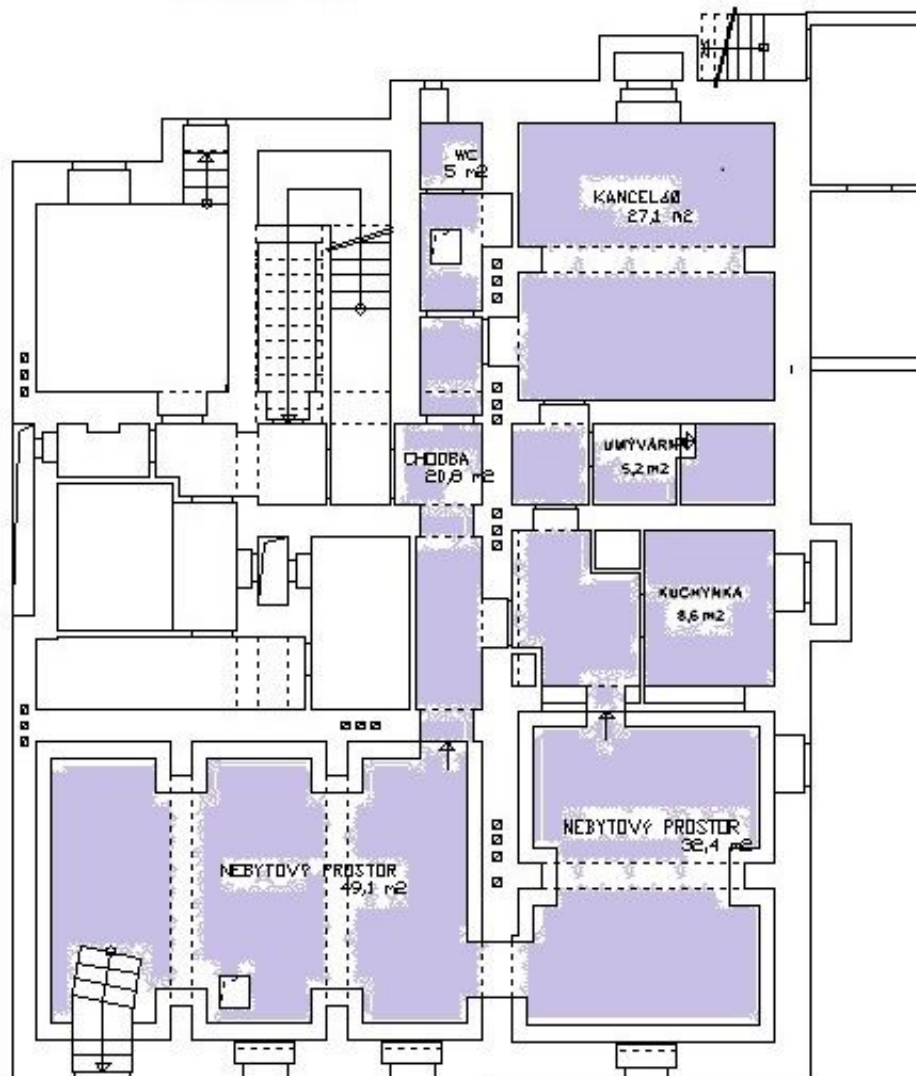 WC
5 m2
KANCELÁŘ
27,1 m2
UMÝVÁRNA
5,2 m2
CHODBA
20,8 m2
KUCHYNKA
8,6 m2
NEBYTOVÝ PROSTOR
32,4 m2
NEBYTOVÝ PROSTOR
49,1 m2